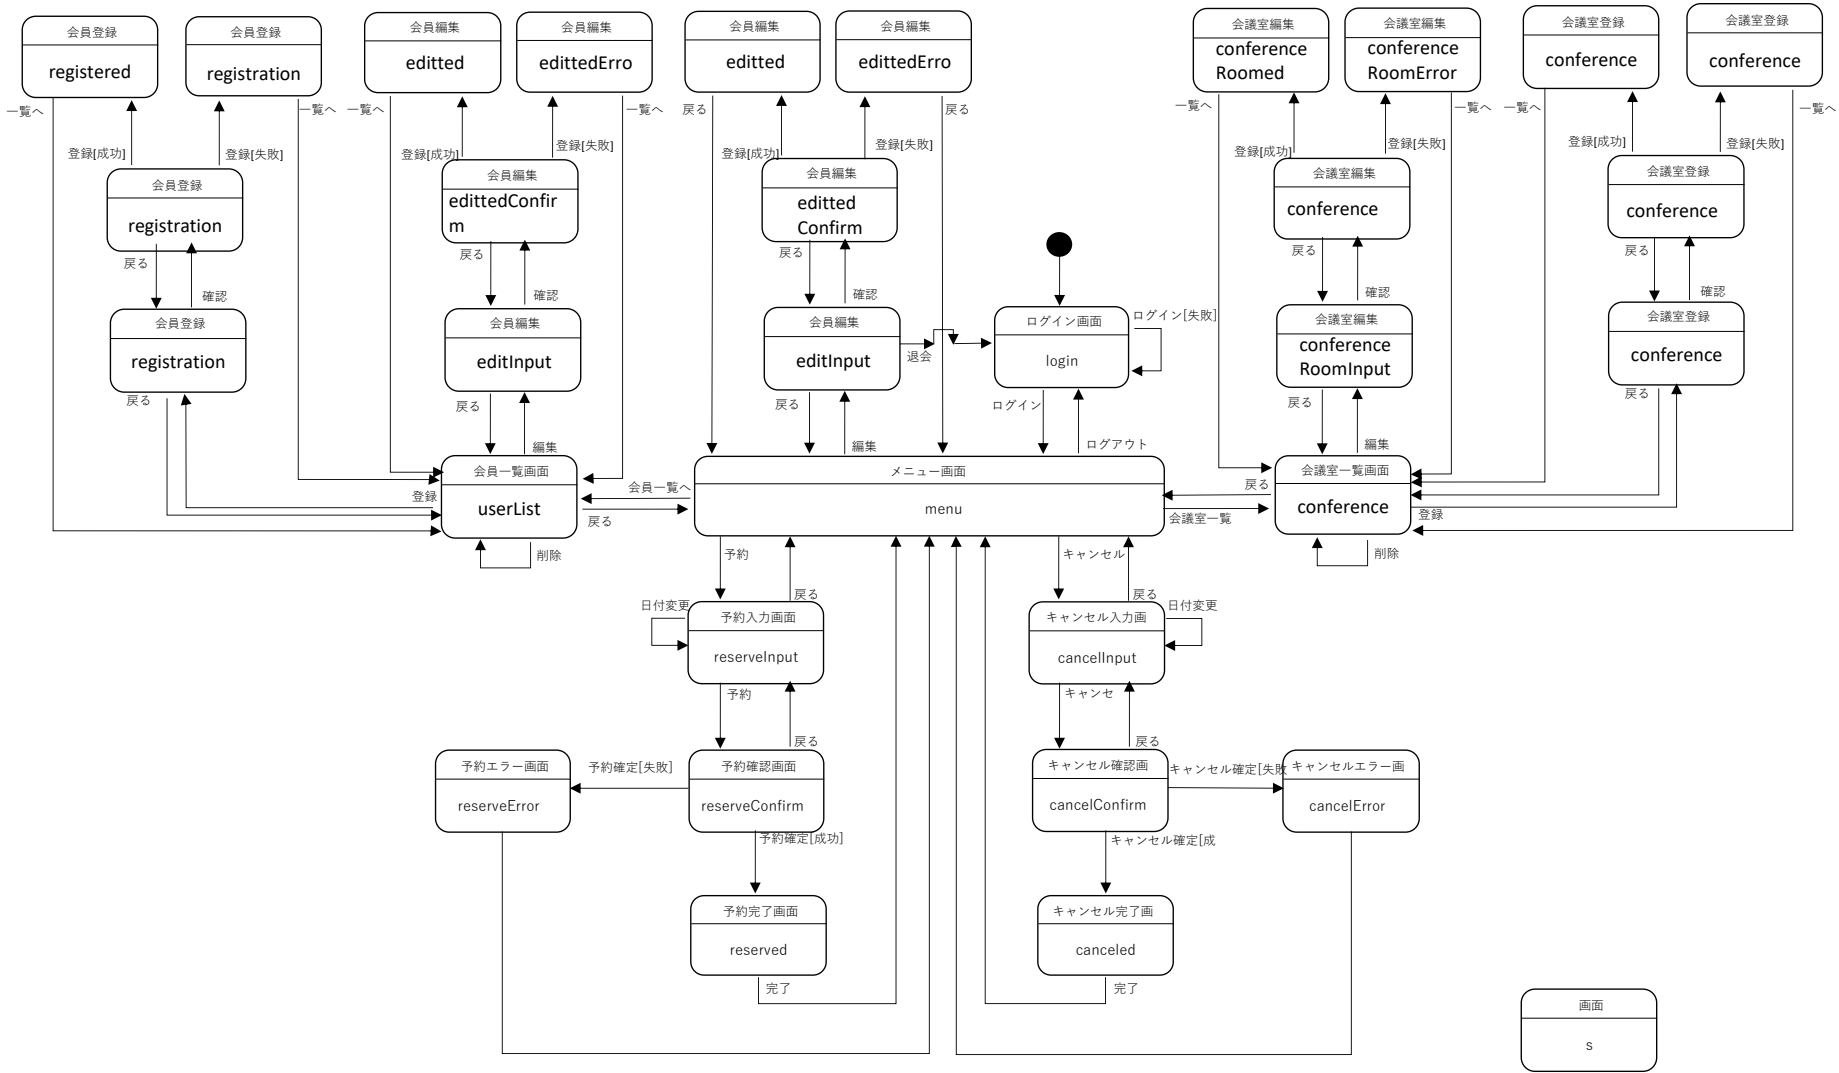 会員登録
registered
会員登録
registration
会員編集
editted
会員編集
edittedErro
会員編集
editted
会員編集
edittedErro
会議室編集
conference
Roomed
会議室編集
conference
RoomError
会議室登録
conference
会議室登録
conference
一覧へ
一覧へ
一覧へ
一覧へ
戻る
戻る
一覧へ
一覧へ
一覧へ
一覧へ
登録[成功]
登録[失敗]
登録[成功]
登録[失敗]
登録[成功]
登録[失敗]
登録[成功]
登録[失敗]
登録[成功]
登録[失敗]
会員登録
registration
会員編集
edittedConfir
m
会員編集
editted
Confirm
会議室編集
conference
会議室登録
conference
戻る
確認
戻る
確認
戻る
確認
戻る
確認
戻る
確認
会員登録
registration
会員編集
editInput
会員編集
editInput
退会
ログイン画面
login
ログイン[失敗]
会議室編集
conference
RoomInput
会議室登録
conference
戻る
戻る
編集
戻る
編集
ログイン
ログアウト
戻る
編集
戻る
会員一覧画面
userList
登録
会員一覧へ
戻る
メニュー画面
menu
戻る
会議室一覧
会議室一覧画面
conference
登録
削除
削除
予約
戻る
キャンセル
戻る
日付変更
予約入力画面
reserveInput
キャンセル入力画
cancelInput
日付変更
予約
戻る
キャンセ
戻る
予約エラー画面
reserveError
予約確定[失敗]
予約確認画面
reserveConfirm
キャンセル確認画
cancelConfirm
キャンセル確定[失敗
キャンセルエラー画
cancelError
予約確定[成功]
キャンセル確定[成
予約完了画面
reserved
キャンセル完了画
canceled
完了
完了
画面
s